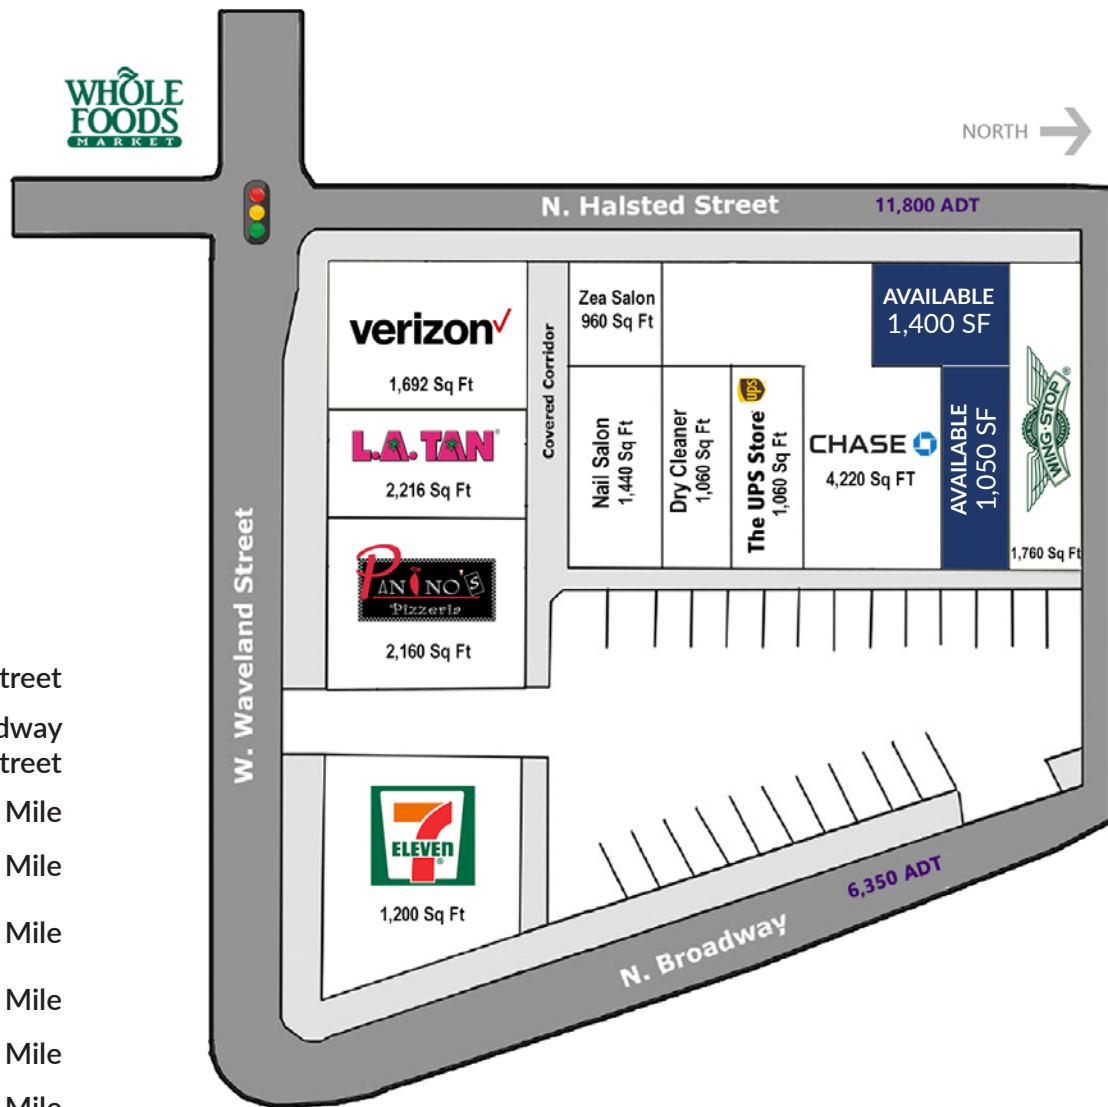 WHOLE
FOODS
MARKET
NORTH
N. Halsted Street
11,800 ADT
verizon
1,692 Sq Ft
L.A. TAN
2,216 Sq Ft
PANINO'S
Pizzeria
2,160 Sq Ft
Covered Corridor
Zea Salon
960 Sq Ft
Nail Salon
1,440 Sq Ft
Dry Cleaner
1,060 Sq Ft
ups
The UPS Store
1,060 Sq Ft
CHASE
4,220 Sq FT
AVAILABLE
1,400 SF
AVAILABLE
1,050 SF
WING·STOP
1,760 Sq Ft
W. Waveland Street
7
ELEVEN
1,200 Sq Ft
N. Broadway
6,350 ADT
treet
dway
treet
Mile
Mile
Mile
Mile
Mile
Mile